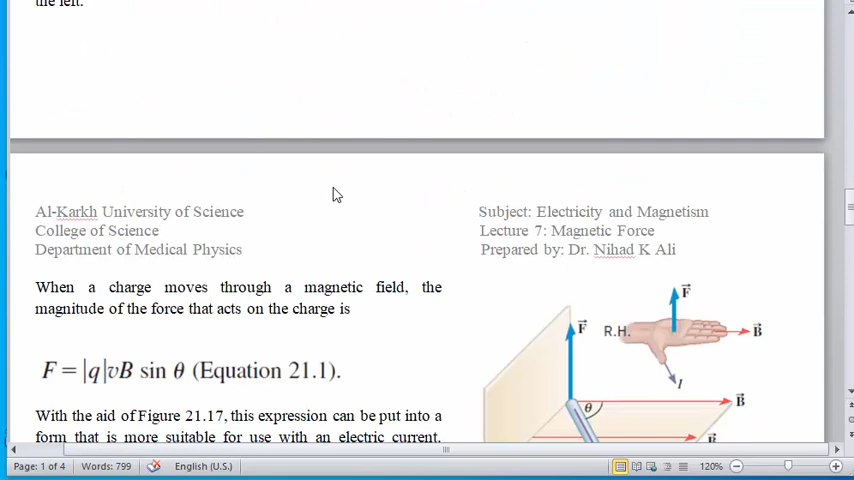 the left.
Al-Karkh University of Science
College of Science
Department of Medical Physics
Subject: Electricity and Magnetism
Lecture 7: Magnetic Force
Prepared by: Dr. Nihad K Ali
When a charge moves through a magnetic field, the
magnitude of the force that acts on the charge is
F = |q|vB sin θ (Equation 21.1).
With the aid of Figure 21.17, this expression can be put into a
form that is more suitable for use with an electric current.
F
R.H.
B
I
F
B
θ
B
Page: 1 of 4
Words: 799
English (U.S.)
120%